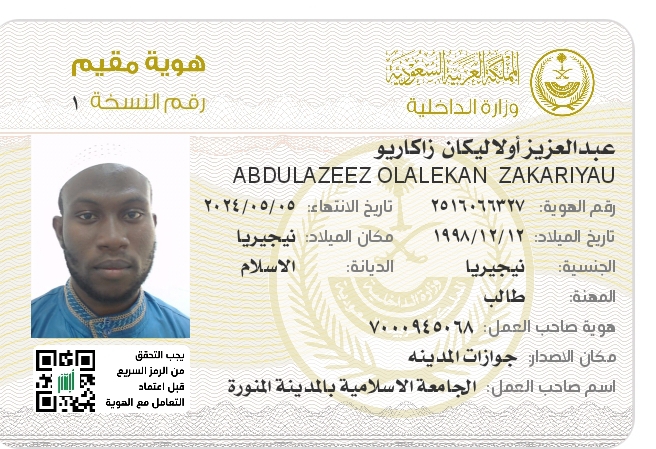 المملكة العربية السعودية
وزارة الداخلية
هوية مقيم
رقم النسخة ١
عبدالعزيز أولاليكان زاكاريو
ABDULAZEEZ OLALEKAN ZAKARIYAU
رقم الهوية: ٢٥١٦٠٦٦٣٢٧ تاريخ الانتهاء: ٢٠٢٤/٠٥/٠٥
تاريخ الميلاد: ١٩٩٨/١٢/١٢ مكان الميلاد: نيجيريا
الجنسية: نيجيريا الديانة: الاسلام
المهنة: طالب
هوية صاحب العمل: ٧٠٠٠٩٤٥٠٦٨
مكان الاصدار: جوازات المدينه
اسم صاحب العمل: الجامعة الاسلامية بالمدينة المنورة
يجب التحقق
من الرمز السريع
قبل اعتماد
التعامل مع الهوية